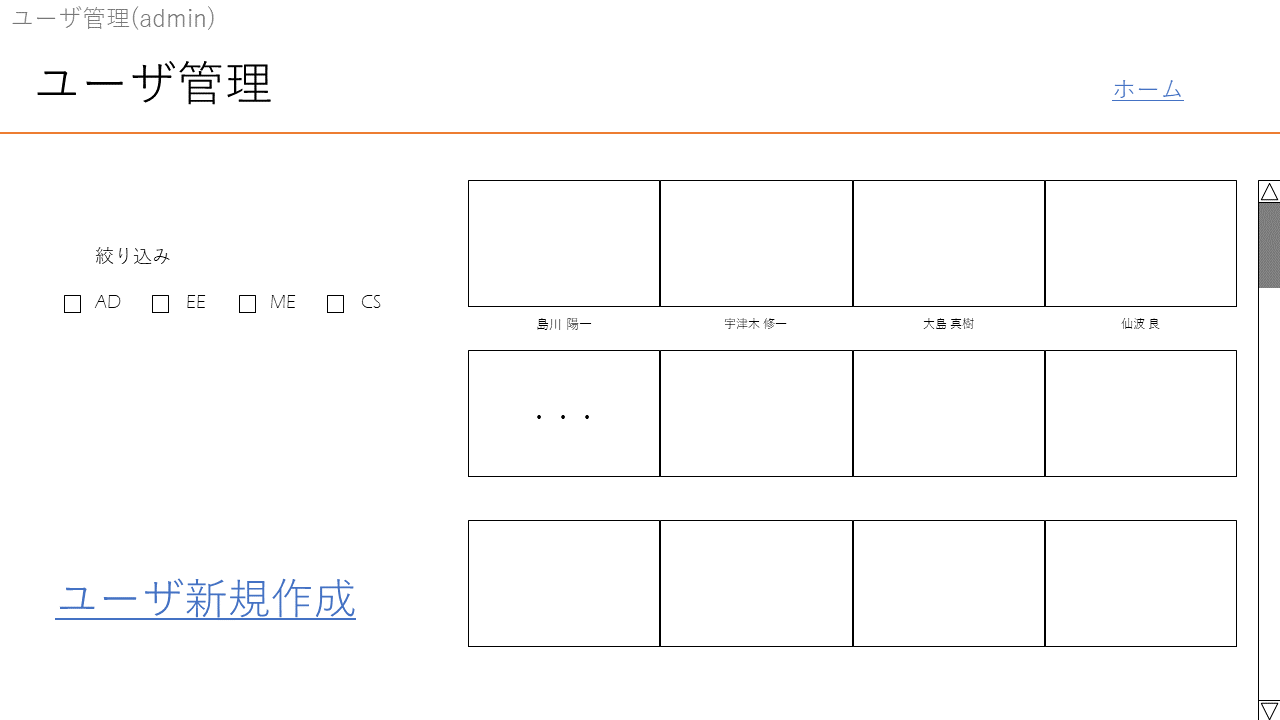 ユーザ管理(admin)
ユーザ管理
ホーム
絞り込み
AD EE ME CS
島川 陽一 宇津木 修一 大島 真樹 仙波 良
・・・
ユーザ新規作成